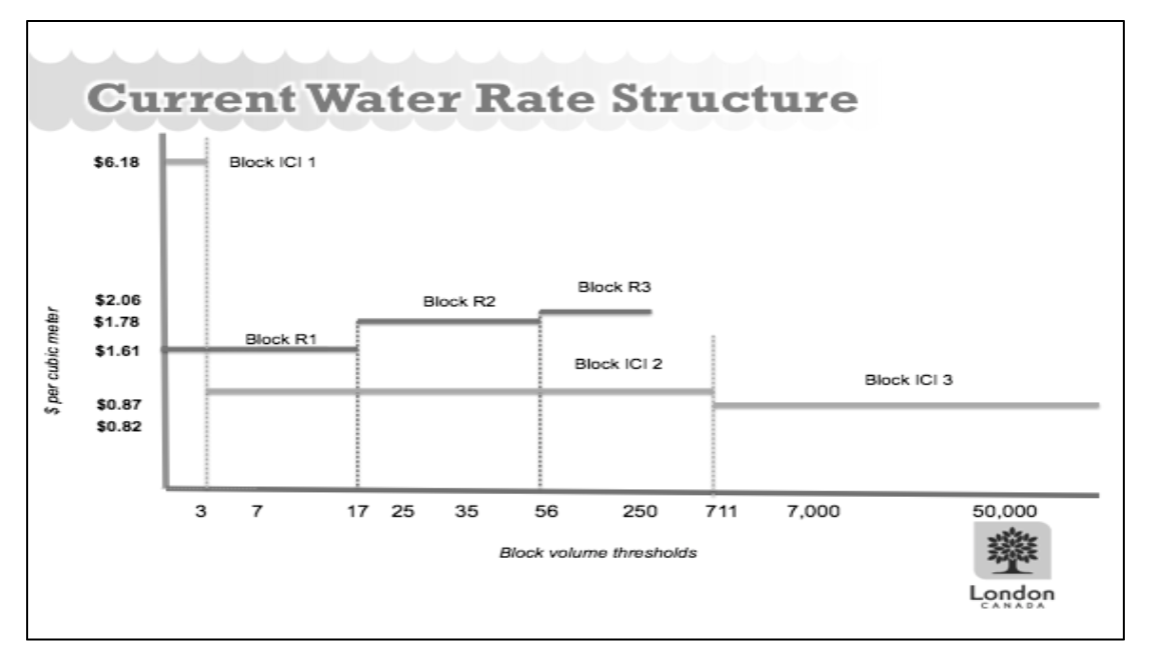 Current Water Rate Structure
$6.18
Block ICI 1
Block R3
$2.06
Block R2
$1.78
Block R1
$1.61
Block ICI 2
Block ICI 3
$0.87
$0.82
$ per cubic meter
3 7 17 25 35 56 250 711 7,000 50,000
Block volume thresholds
London
CANADA